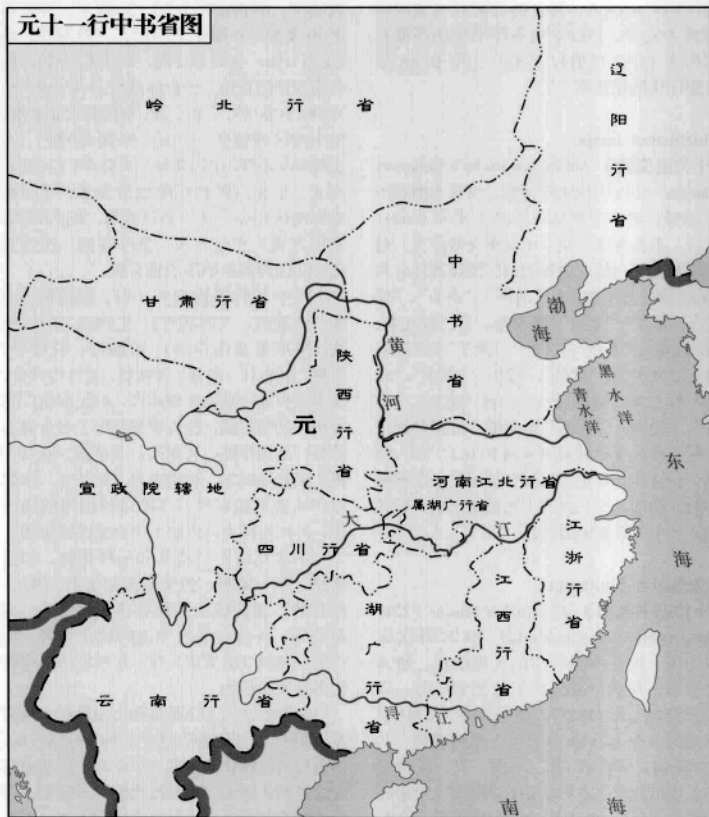 元十一行中书省图
岭北行省
辽阳行省
中书省
甘肃行省
陕西行省
元
黄河
渤海
黑水洋
青水洋
东海
宣政院辖地
河南江北行省
属湖广行省
大江
四川行省
江浙行省
江西行省
湖广行省
云南行省
浔江
南海